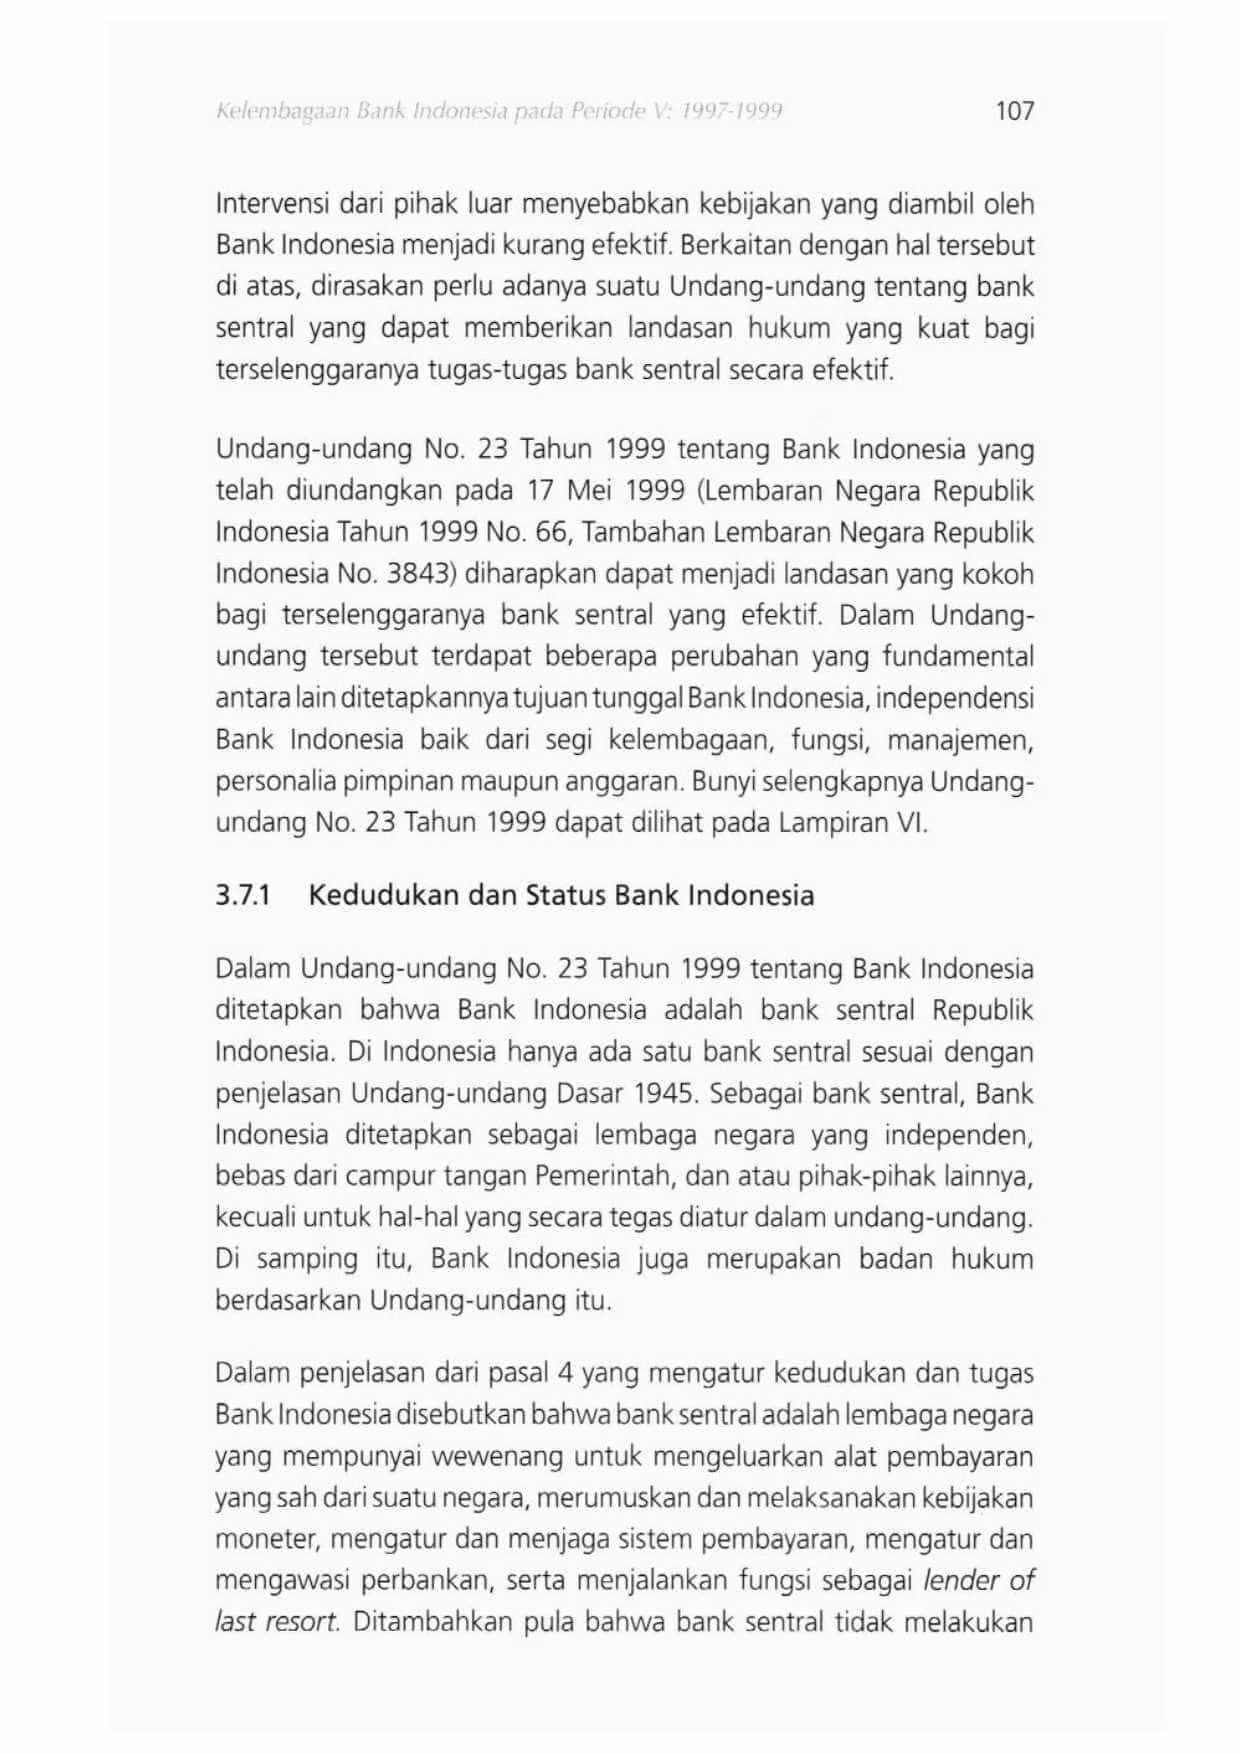 Kelembagaan Bank Indonesia pada Periode V: 1997-1999 107
Intervensi dari pihak luar menyebabkan kebijakan yang diambil oleh
Bank Indonesia menjadi kurang efektif. Berkaitan dengan hal tersebut
di atas, dirasakan perlu adanya suatu Undang-undang tentang bank
sentral yang dapat memberikan landasan hukum yang kuat bagi
terselenggaranya tugas-tugas bank sentral secara efektif.
Undang-undang No. 23 Tahun 1999 tentang Bank Indonesia yang
telah diundangkan pada 17 Mei 1999 (Lembaran Negara Republik
Indonesia Tahun 1999 No. 66, Tambahan Lembaran Negara Republik
Indonesia No. 3843) diharapkan dapat menjadi landasan yang kokoh
bagi terselenggaranya bank sentral yang efektif. Dalam Undang-
undang tersebut terdapat beberapa perubahan yang fundamental
antara lain ditetapkannya tujuan tunggal Bank Indonesia, independensi
Bank Indonesia baik dari segi kelembagaan, fungsi, manajemen,
personalia pimpinan maupun anggaran. Bunyi selengkapnya Undang-
undang No. 23 Tahun 1999 dapat dilihat pada Lampiran VI.
3.7.1 Kedudukan dan Status Bank Indonesia
Dalam Undang-undang No. 23 Tahun 1999 tentang Bank Indonesia
ditetapkan bahwa Bank Indonesia adalah bank sentral Republik
Indonesia. Di Indonesia hanya ada satu bank sentral sesuai dengan
penjelasan Undang-undang Dasar 1945. Sebagai bank sentral, Bank
Indonesia ditetapkan sebagai lembaga negara yang independen,
bebas dari campur tangan Pemerintah, dan atau pihak-pihak lainnya,
kecuali untuk hal-hal yang secara tegas diatur dalam undang-undang.
Di samping itu, Bank Indonesia juga merupakan badan hukum
berdasarkan Undang-undang itu.
Dalam penjelasan dari pasal 4 yang mengatur kedudukan dan tugas
Bank Indonesia disebutkan bahwa bank sentral adalah lembaga negara
yang mempunyai wewenang untuk mengeluarkan alat pembayaran
yang sah dari suatu negara, merumuskan dan melaksanakan kebijakan
moneter, mengatur dan menjaga sistem pembayaran, mengatur dan
mengawasi perbankan, serta menjalankan fungsi sebagai lender of
last resort. Ditambahkan pula bahwa bank sentral tidak melakukan